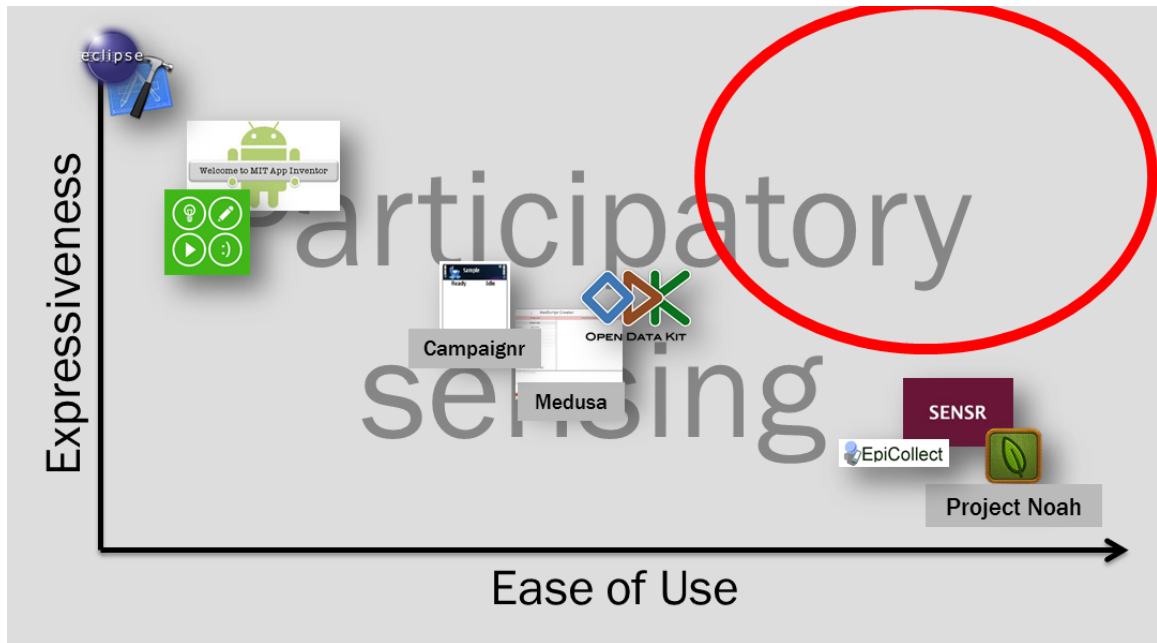 eclipse
Welcome to MIT App Inventor
:)
Participatory
sensing
Sample
Ready Idle
Campaignr
Medusa
OPEN DATA KIT
SENSR
EpiCollect
Project Noah
Expressiveness
Ease of Use